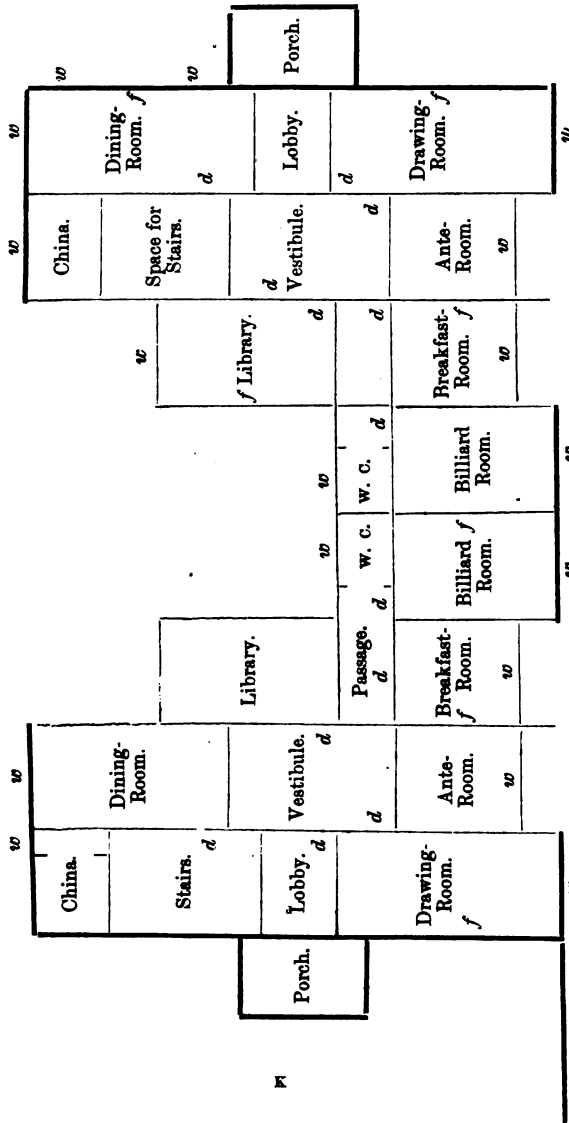 w
w
w
w
China.
Dining-
Room.
w
China.
Dining-
Room. f
w
w
Stairs.
d
Library.
f Library.
d
Space for
Stairs.
d
K
Porch.
Lobby.
d
Vestibule.
d
d
Passage.
d
d
W. C.
w
W. C.
w
d
d
Vestibule.
d
d
Lobby.
d
Porch.
Drawing-
Room.
f
Ante-
Room.
w
Breakfast-
f Room.
w
Billiard f
Room.
Billiard
Room.
Breakfast-
Room. f
w
Ante-
Room.
w
Drawing-
Room. f